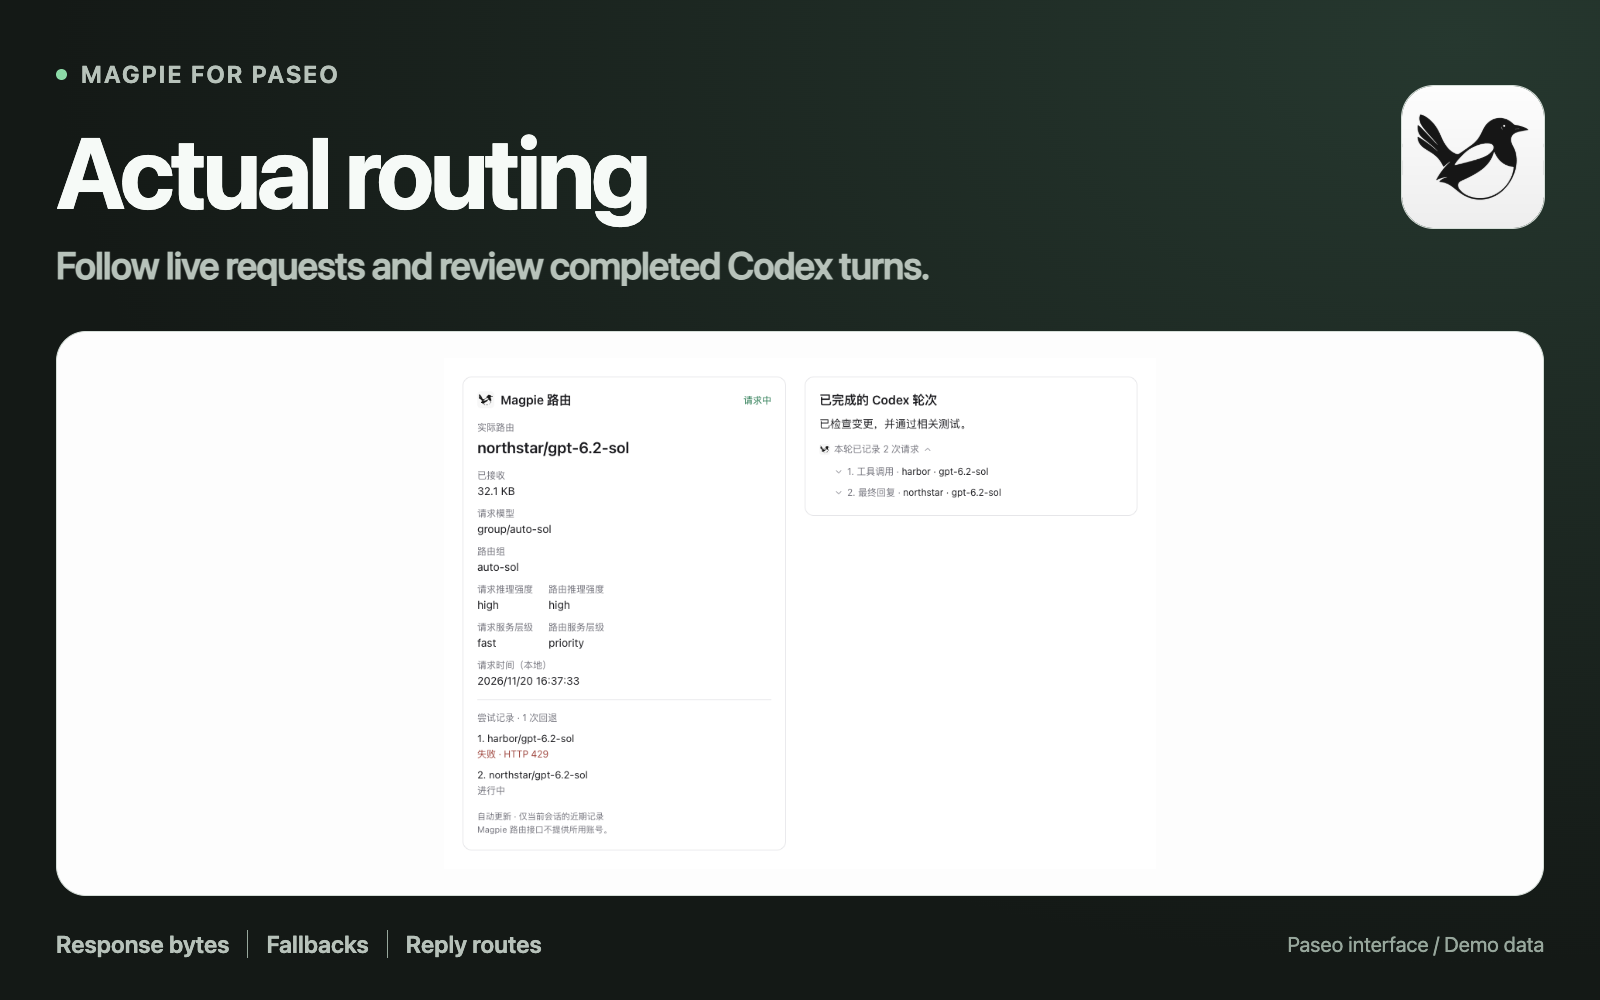 MAGPIE FOR PASEO
Actual routing
Follow live requests and review completed Codex turns.
Magpie 路由
请求中
实际路由
northstar/gpt-6.2-sol
已接收
32.1 KB
请求模型
group/auto-sol
路由组
auto-sol
请求推理强度 路由推理强度
high high
请求服务层级 路由服务层级
fast priority
请求时间（本地）
2026/11/20 16:37:33
尝试记录 · 1 次回退
1. harbor/gpt-6.2-sol
失败 · HTTP 429
2. northstar/gpt-6.2-sol
进行中
自动更新 · 仅当前会话的近期记录
Magpie 路由接口不提供所用账号。
已完成的 Codex 轮次
已检查变更，并通过相关测试。
本轮已记录 2 次请求
1. 工具调用 · harbor · gpt-6.2-sol
2. 最终回复 · northstar · gpt-6.2-sol
Response bytes
Fallbacks
Reply routes
Paseo interface / Demo data